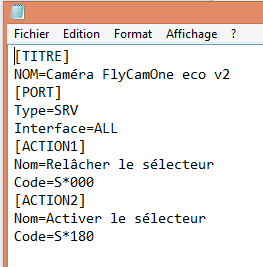 Fichier Edition Format Affichage ?
[TITRE]
NOM=Caméra FlyCamOne eco v2
[PORT]
Type=SRV
Interface=ALL
[ACTION1]
Nom=Relâcher le sélecteur
Code=S*000
[ACTION2]
Nom=Activer le sélecteur
Code=S*180